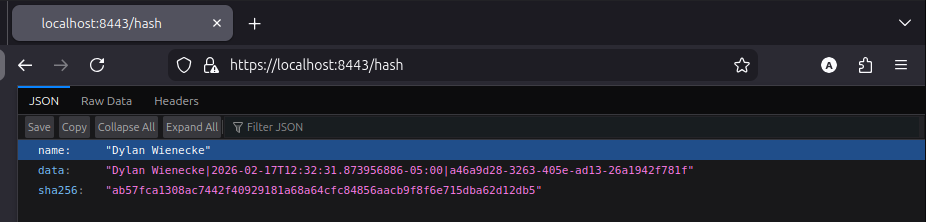 localhost:8443/hash
A
https://localhost:8443/hash
JSON Raw Data Headers
Save Copy Collapse All Expand All Filter JSON
name: "Dylan Wienecke"
data: "Dylan Wienecke|2026-02-17T12:32:31.873956886-05:00|a46a9d28-3263-405e-ad13-26a1942f781f"
sha256: "ab57fca1308ac7442f40929181a68a64cfc84856aacb9f8f6e715dba62d12db5"